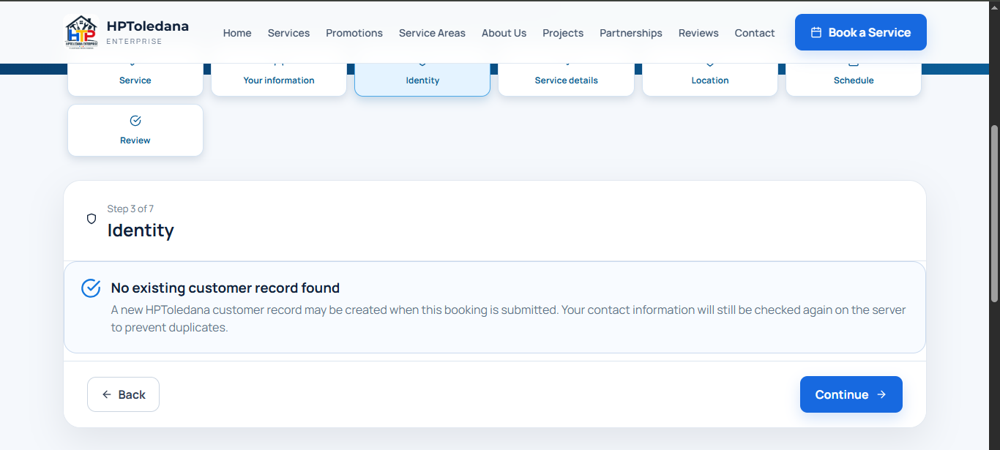 HPToledana
ENTERPRISE
HTP
HPTOLEDANA ENTERPRISE
Home
Services
Promotions
Service Areas
About Us
Projects
Partnerships
Reviews
Contact
Book a Service
Service
Your information
Identity
Service details
Location
Schedule
Review
Step 3 of 7
Identity
No existing customer record found
A new HPToledana customer record may be created when this booking is submitted. Your contact information will still be checked again on the server
to prevent duplicates.
Back
Continue